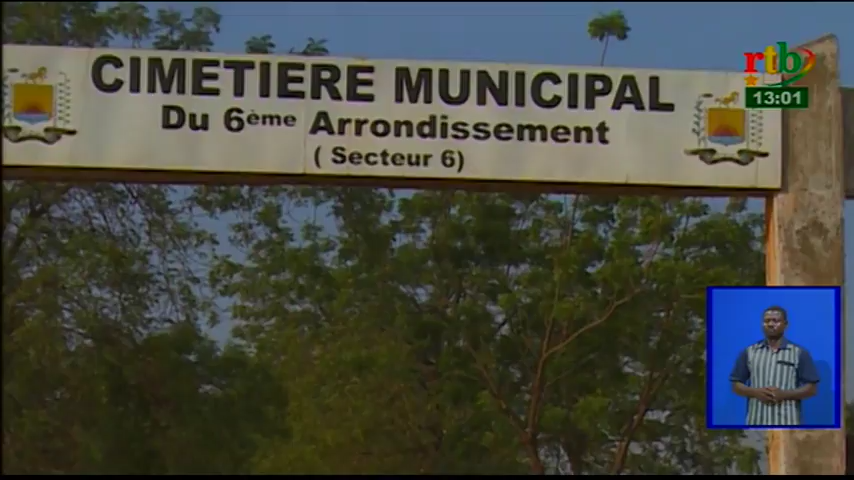 CIMETIERE MUNICIPAL
Du 6ème Arrondissement
( Secteur 6)
rtb
13:01